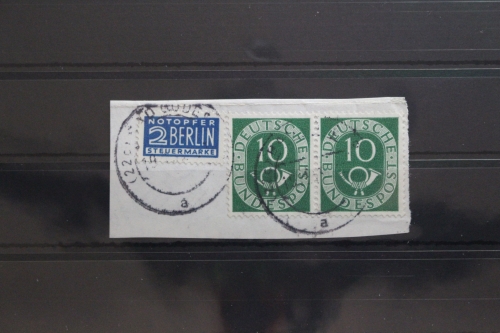 NOTOPFER
2 BERLIN
STEUERMARKE
DEUTSCHE
10
BUNDESPOST
DEUTSCHE
10
BUNDESPOST
a
a